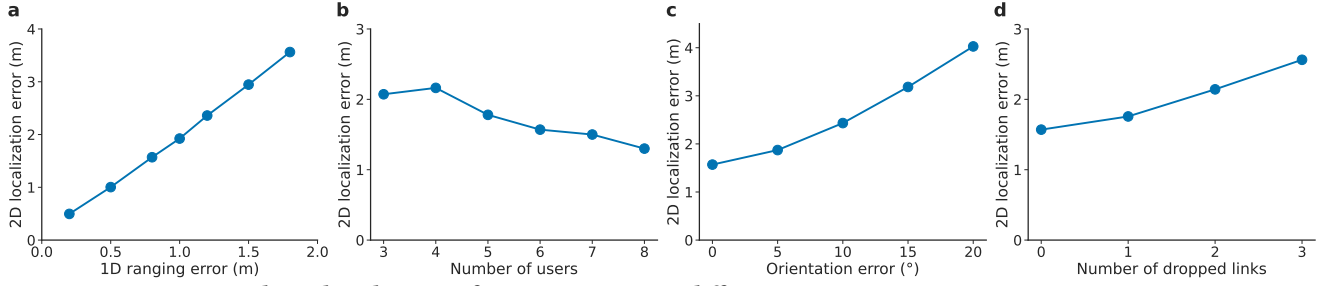 a
2D localization error (m)
4
3
2
1
0
0.0 0.5 1.0 1.5 2.0
1D ranging error (m)
b
2D localization error (m)
3
2
1
0
3 4 5 6 7 8
Number of users
c
2D localization error (m)
4
3
2
1
0
0 5 10 15 20
Orientation error (°)
d
2D localization error (m)
3
2
1
0
0 1 2 3
Number of dropped links